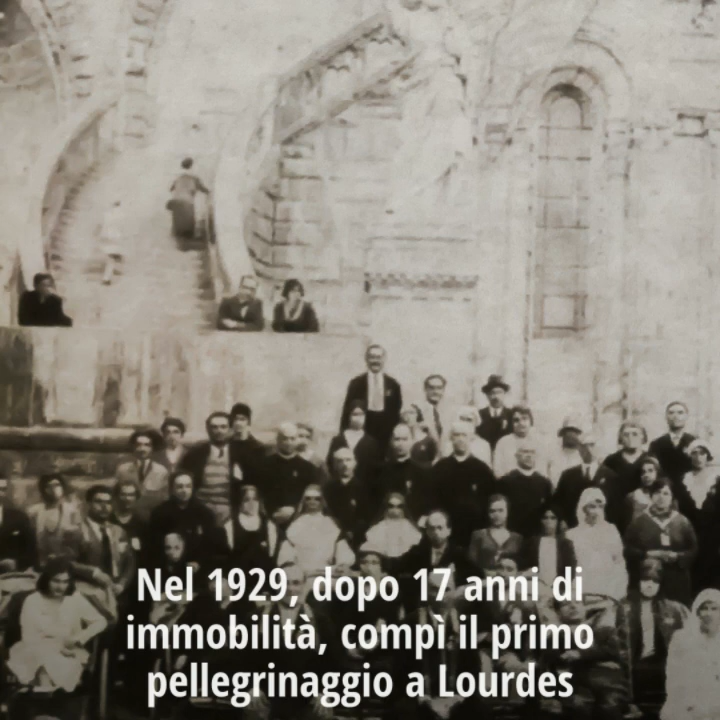 Nel 1929, dopo 17 anni di
immobilità, compì il primo
pellegrinaggio a Lourdes